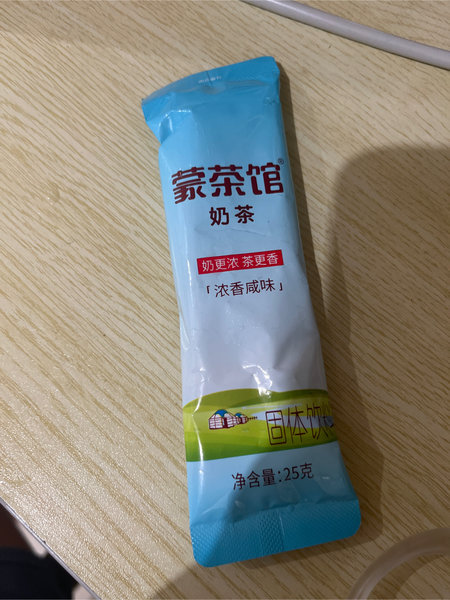 蒙茶馆®
奶茶
奶更浓 茶更香
「浓香咸味」
固体饮
净含量:25克